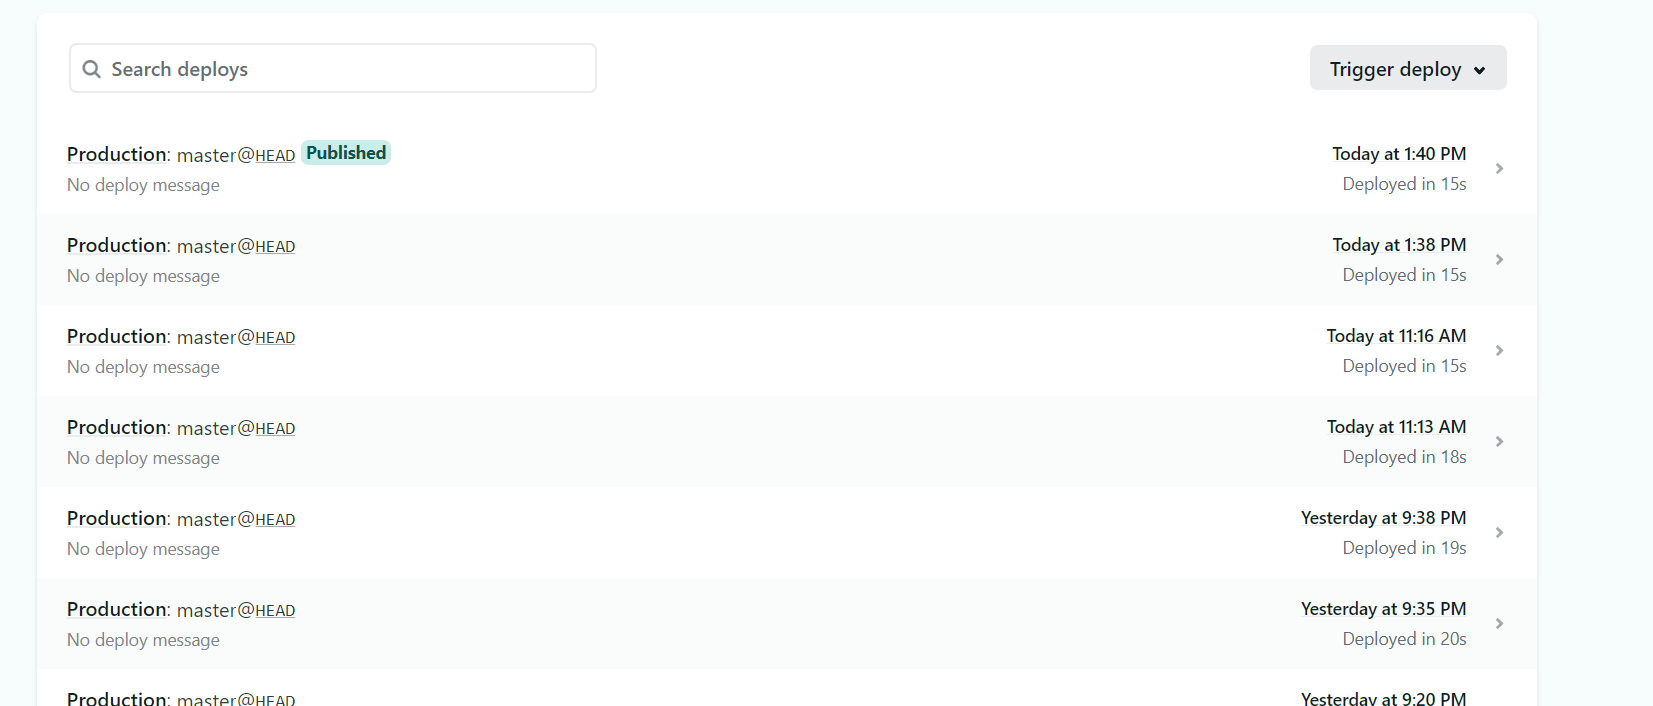 Search deploys
Trigger deploy
Production: master@HEAD Published
Today at 1:40 PM
No deploy message
Deployed in 15s
Production: master@HEAD
Today at 1:38 PM
No deploy message
Deployed in 15s
Production: master@HEAD
Today at 11:16 AM
No deploy message
Deployed in 15s
Production: master@HEAD
Today at 11:13 AM
No deploy message
Deployed in 18s
Production: master@HEAD
Yesterday at 9:38 PM
No deploy message
Deployed in 19s
Production: master@HEAD
Yesterday at 9:35 PM
No deploy message
Deployed in 20s
Production: master@HEAD
Yesterday at 9:20 PM